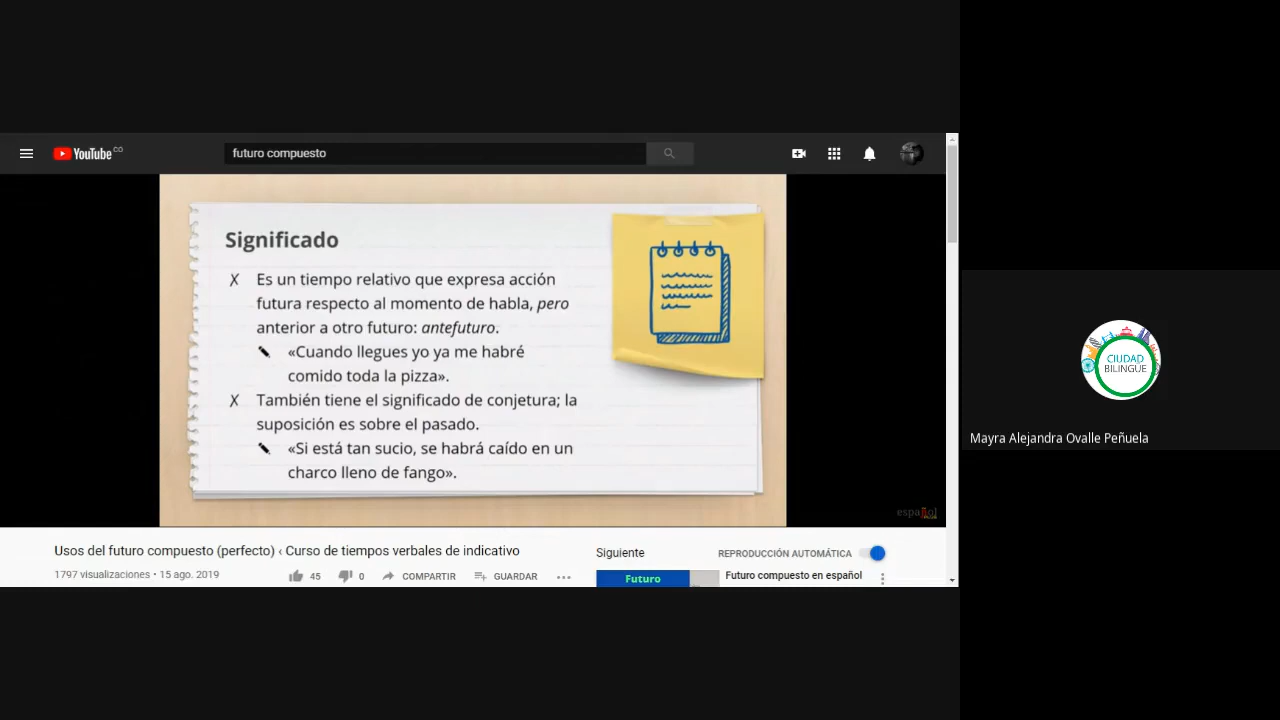 YouTube CO
futuro compuesto
Significado
X Es un tiempo relativo que expresa acción
futura respecto al momento de habla, pero
anterior a otro futuro: antefuturo.
«Cuando llegues yo ya me habré
comido toda la pizza».
X También tiene el significado de conjetura; la
suposición es sobre el pasado.
«Si está tan sucio, se habrá caído en un
charco lleno de fango».
español
Usos del futuro compuesto (perfecto) ‹ Curso de tiempos verbales de indicativo
1797 visualizaciones • 15 ago. 2019
45
0
COMPARTIR
GUARDAR
Siguiente
REPRODUCCIÓN AUTOMÁTICA
Futuro
Futuro compuesto en español
CIUDAD
BILINGÜE
Mayra Alejandra Ovalle Peñuela